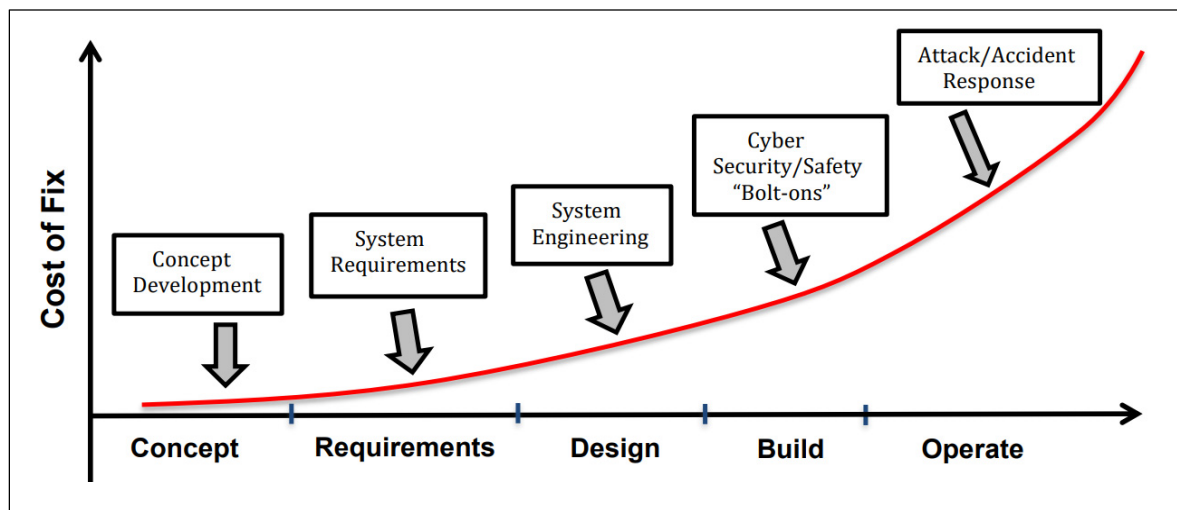 Cost of Fix
Concept
Development
System
Requirements
System
Engineering
Cyber
Security/Safety
“Bolt-ons”
Attack/Accident
Response
Concept
Requirements
Design
Build
Operate